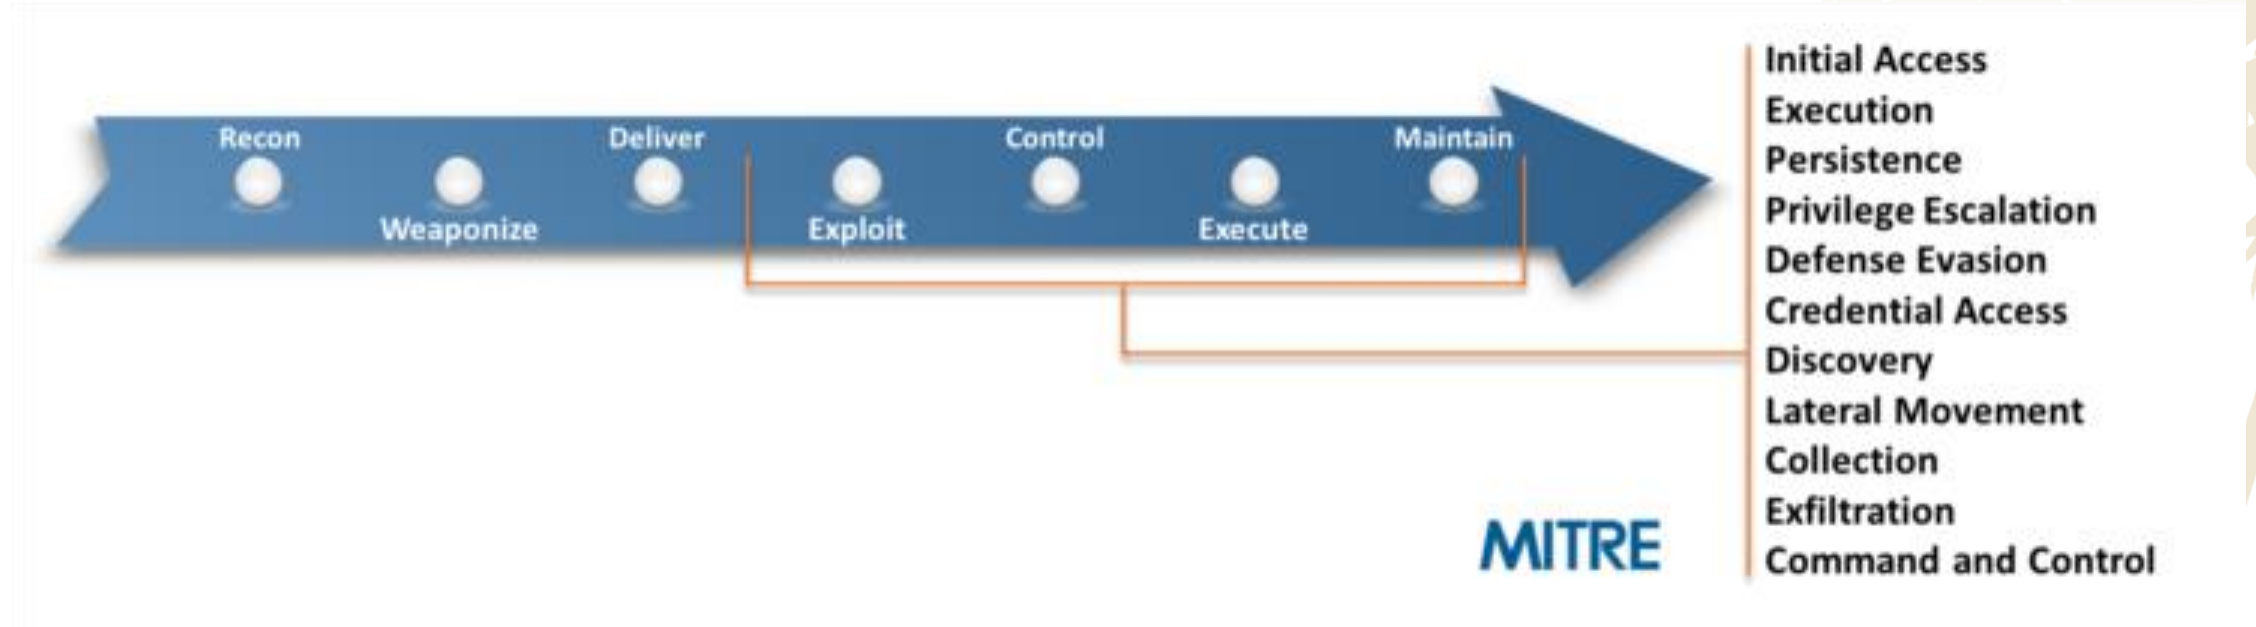 Recon
Deliver
Control
Maintain
Weaponize
Exploit
Execute
Initial Access
Execution
Persistence
Privilege Escalation
Defense Evasion
Credential Access
Discovery
Lateral Movement
Collection
Exfiltration
Command and Control
MITRE